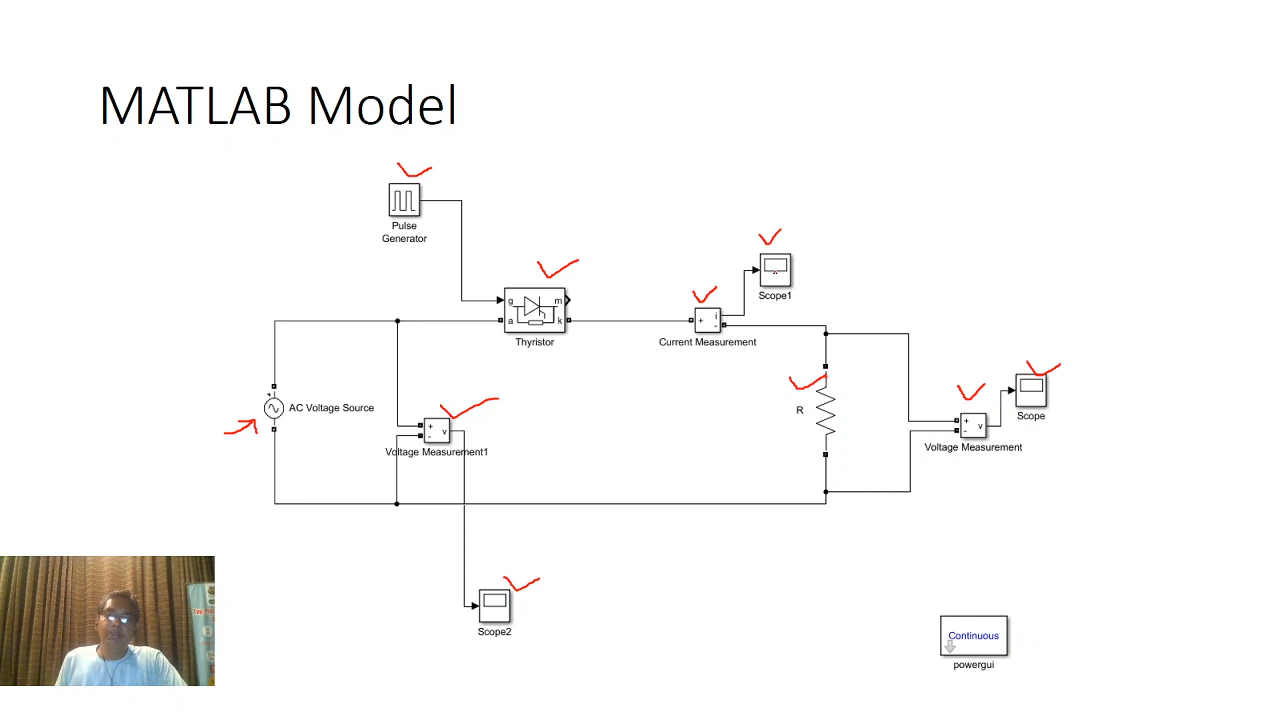 MATLAB Model
Pulse
Generator
Scope1
g
m
a
k
+
i
-
Thyristor
Current Measurement
AC Voltage Source
R
+
-
v
Voltage Measurement1
Scope
+
-
v
Voltage Measurement
Scope2
Continuous
powergui